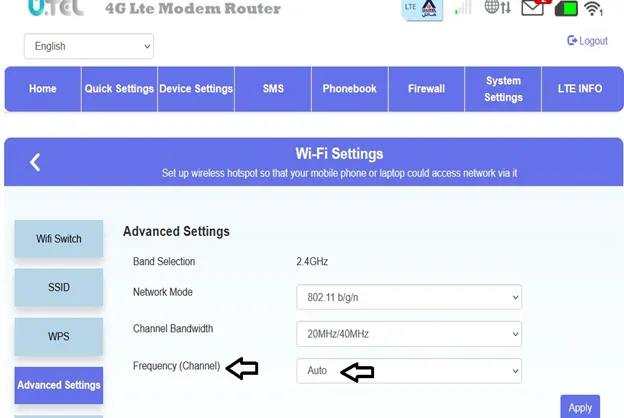 U.TEL 4G Lte Modem Router
LTE
شاتل
1
English
Logout
Home
Quick Settings
Device Settings
SMS
Phonebook
Firewall
System Settings
LTE INFO
Wi-Fi Settings
Set up wireless hotspot so that your mobile phone or laptop could access network via it
Wifi Switch
Advanced Settings
Band Selection 2.4GHz
SSID
Network Mode 802.11 b/g/n
WPS
Channel Bandwidth 20MHz/40MHz
Frequency (Channel) Auto
Advanced Settings
Apply